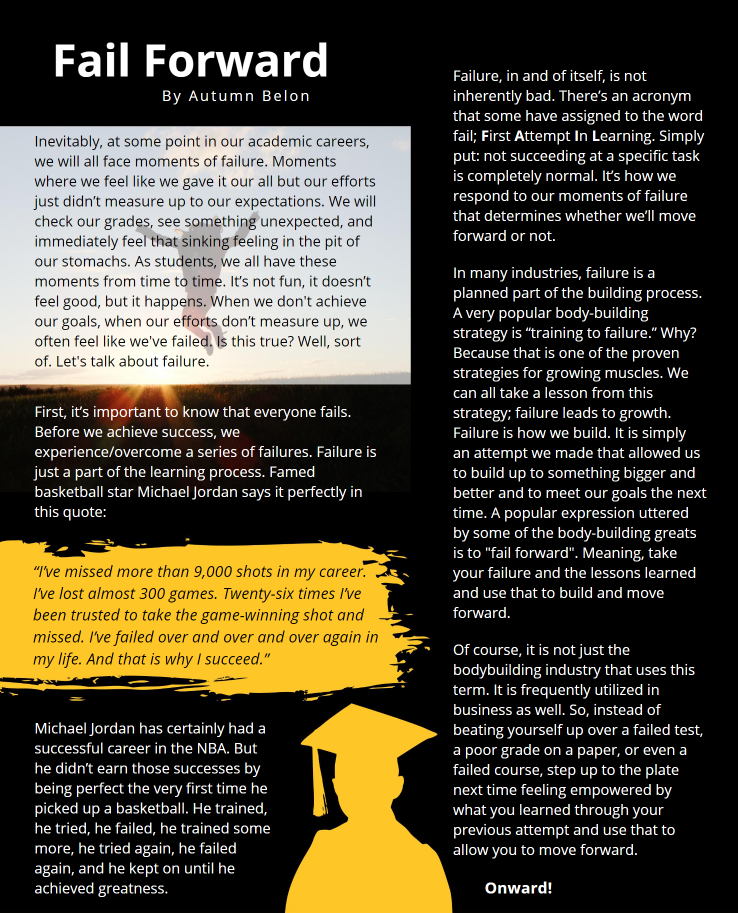 Fail Forward
By Autumn Belon
Inevitably, at some point in our academic careers,
we will all face moments of failure. Moments
where we feel like we gave it our all but our efforts
just didn’t measure up to our expectations. We will
check our grades, see something unexpected, and
immediately feel that sinking feeling in the pit of
our stomachs. As students, we all have these
moments from time to time. It’s not fun, it doesn’t
feel good, but it happens. When we don't achieve
our goals, when our efforts don’t measure up, we
often feel like we've failed. Is this true? Well, sort
of. Let's talk about failure.
First, it’s important to know that everyone fails.
Before we achieve success, we
experience/overcome a series of failures. Failure is
just a part of the learning process. Famed
basketball star Michael Jordan says it perfectly in
this quote:
“I’ve missed more than 9,000 shots in my career.
I’ve lost almost 300 games. Twenty-six times I’ve
been trusted to take the game-winning shot and
missed. I’ve failed over and over and over again in
my life. And that is why I succeed.”
Michael Jordan has certainly had a
successful career in the NBA. But
he didn’t earn those successes by
being perfect the very first time he
picked up a basketball. He trained,
he tried, he failed, he trained some
more, he tried again, he failed
again, and he kept on until he
achieved greatness.
Failure, in and of itself, is not
inherently bad. There’s an acronym
that some have assigned to the word
fail; First Attempt In Learning. Simply
put: not succeeding at a specific task
is completely normal. It’s how we
respond to our moments of failure
that determines whether we’ll move
forward or not.
In many industries, failure is a
planned part of the building process.
A very popular body-building
strategy is “training to failure.” Why?
Because that is one of the proven
strategies for growing muscles. We
can all take a lesson from this
strategy; failure leads to growth.
Failure is how we build. It is simply
an attempt we made that allowed us
to build up to something bigger and
better and to meet our goals the next
time. A popular expression uttered
by some of the body-building greats
is to "fail forward". Meaning, take
your failure and the lessons learned
and use that to build and move
forward.
Of course, it is not just the
bodybuilding industry that uses this
term. It is frequently utilized in
business as well. So, instead of
beating yourself up over a failed test,
a poor grade on a paper, or even a
failed course, step up to the plate
next time feeling empowered by
what you learned through your
previous attempt and use that to
allow you to move forward.
Onward!